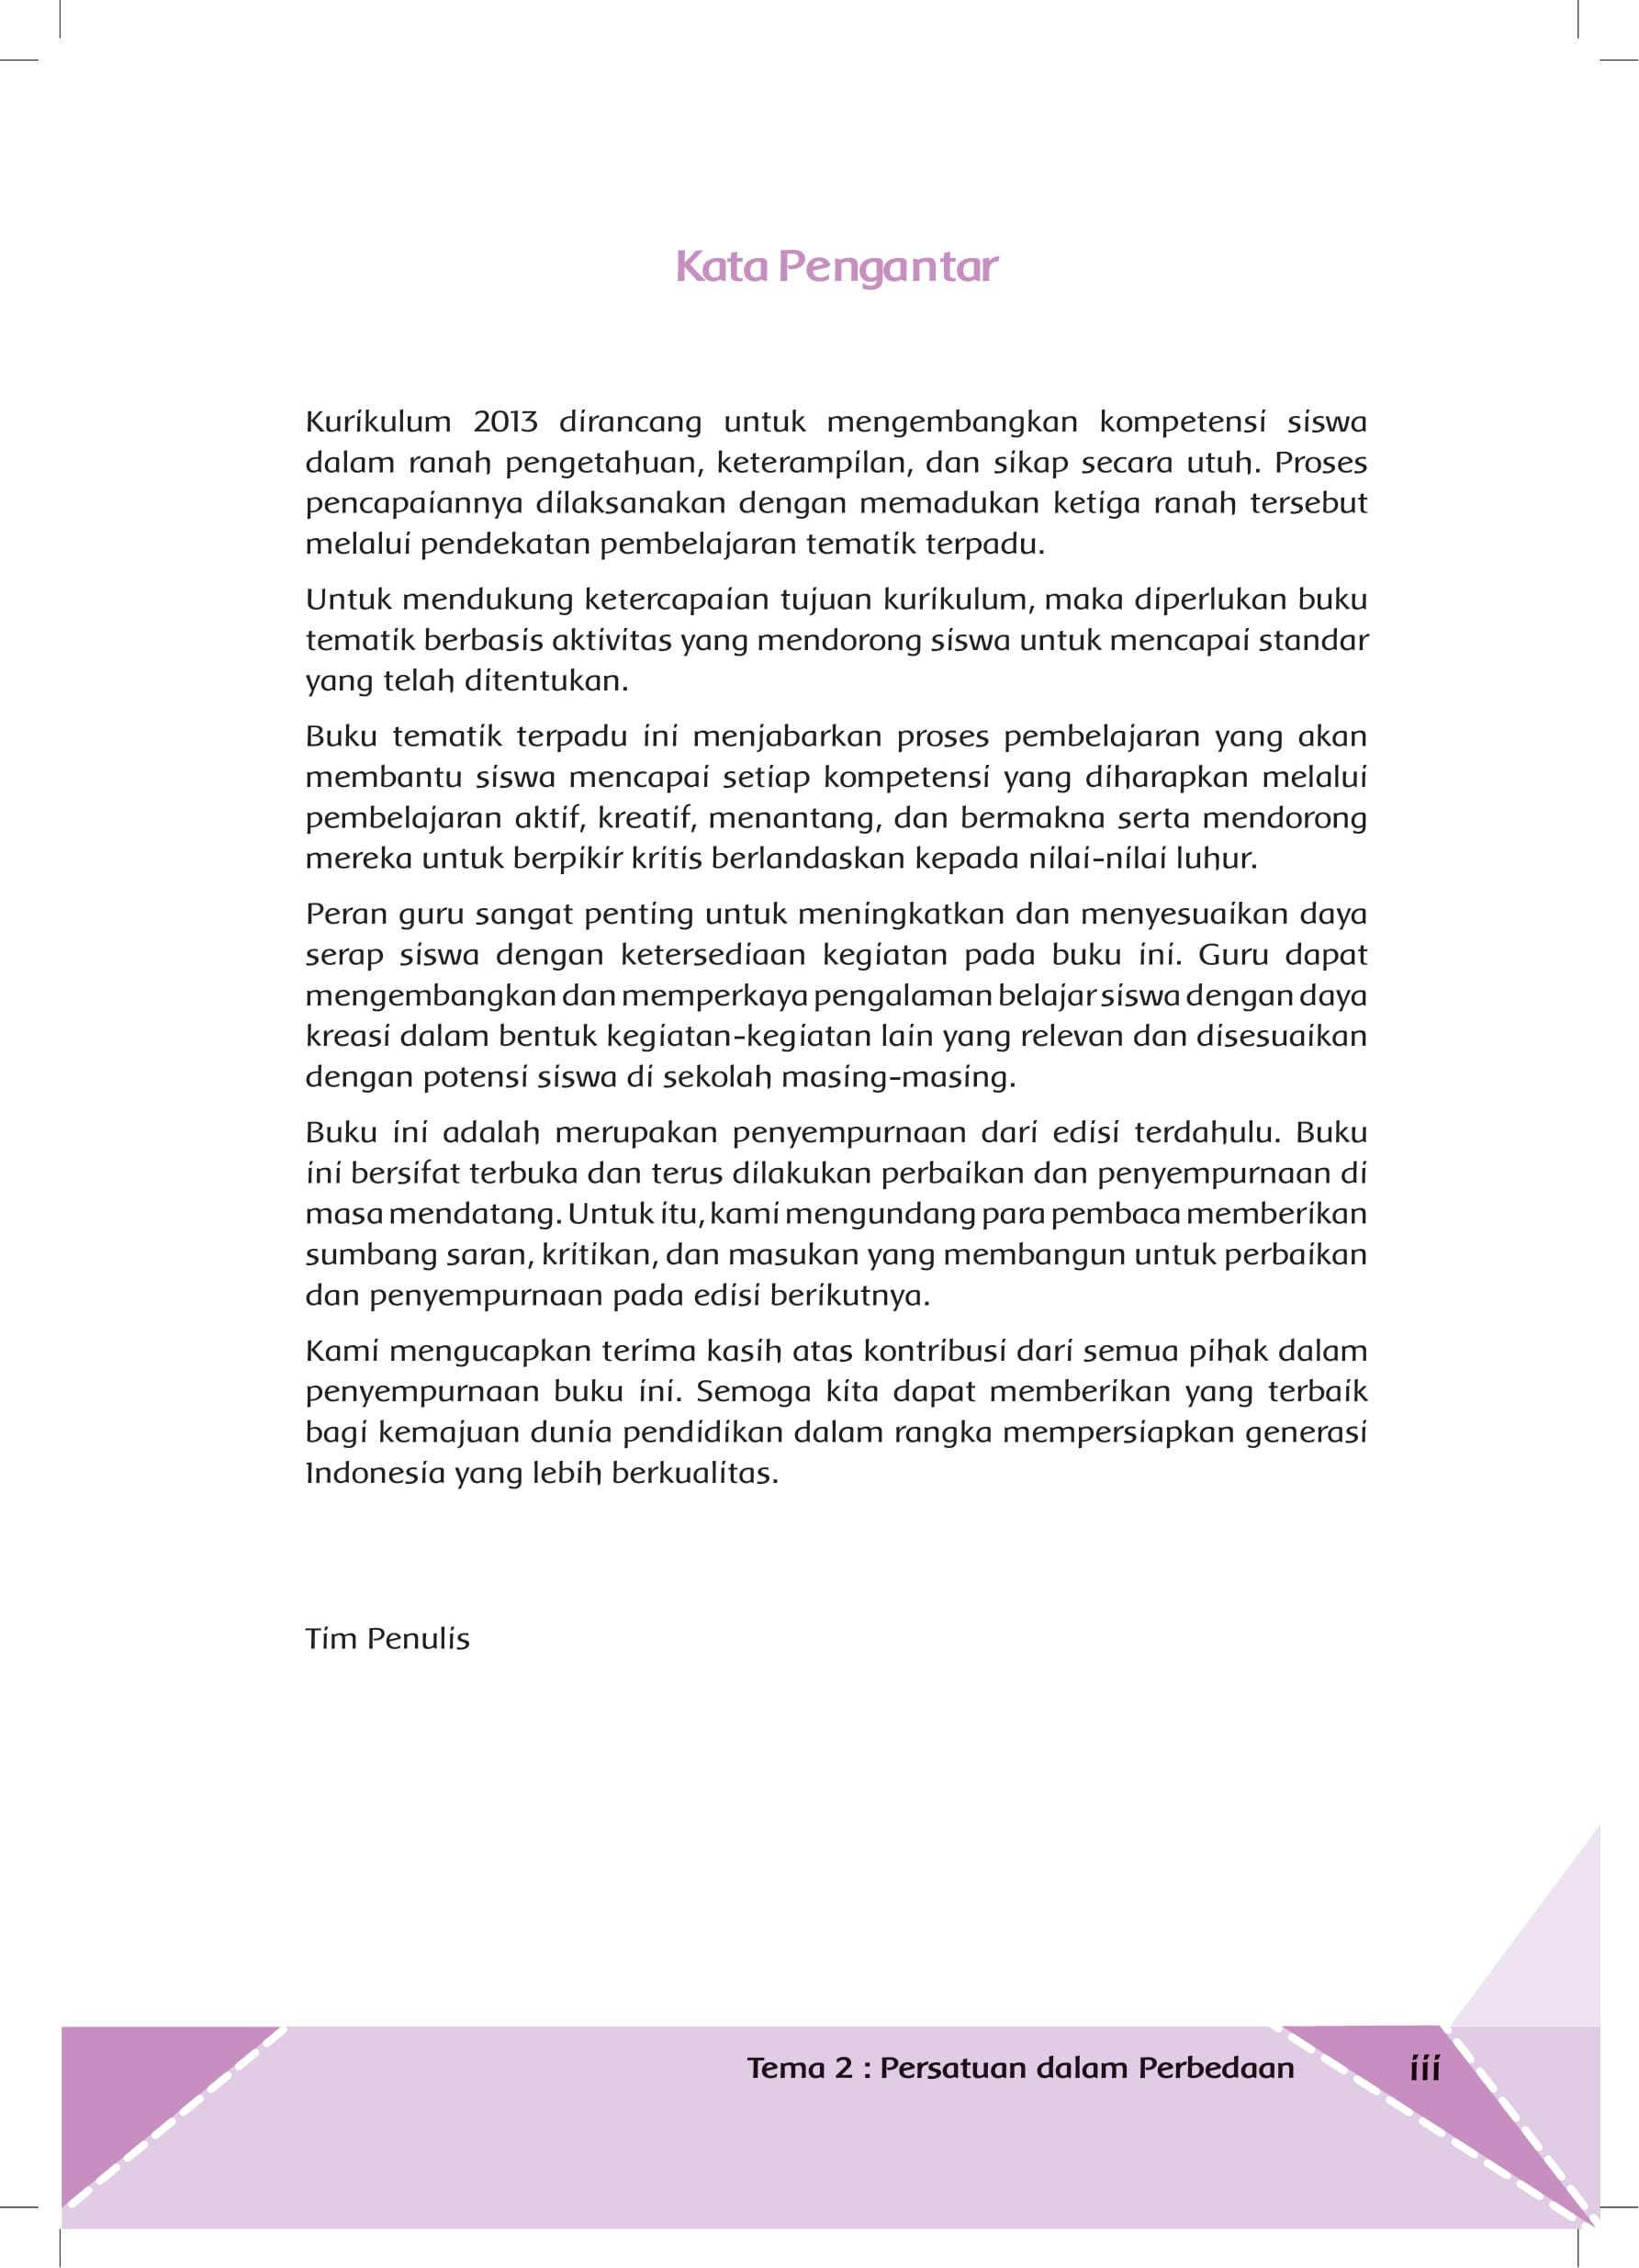 Kata Pengantar
Kurikulum 2013 dirancang untuk mengembangkan kompetensi siswa
dalam ranah pengetahuan, keterampilan, dan sikap secara utuh. Proses
pencapaiannya dilaksanakan dengan memadukan ketiga ranah tersebut
melalui pendekatan pembelajaran tematik terpadu.
Untuk mendukung ketercapaian tujuan kurikulum, maka diperlukan buku
tematik berbasis aktivitas yang mendorong siswa untuk mencapai standar
yang telah ditentukan.
Buku tematik terpadu ini menjabarkan proses pembelajaran yang akan
membantu siswa mencapai setiap kompetensi yang diharapkan melalui
pembelajaran aktif, kreatif, menantang, dan bermakna serta mendorong
mereka untuk berpikir kritis berlandaskan kepada nilai-nilai luhur.
Peran guru sangat penting untuk meningkatkan dan menyesuaikan daya
serap siswa dengan ketersediaan kegiatan pada buku ini. Guru dapat
mengembangkan dan memperkaya pengalaman belajar siswa dengan daya
kreasi dalam bentuk kegiatan-kegiatan lain yang relevan dan disesuaikan
dengan potensi siswa di sekolah masing-masing.
Buku ini adalah merupakan penyempurnaan dari edisi terdahulu. Buku
ini bersifat terbuka dan terus dilakukan perbaikan dan penyempurnaan di
masa mendatang. Untuk itu, kami mengundang para pembaca memberikan
sumbang saran, kritikan, dan masukan yang membangun untuk perbaikan
dan penyempurnaan pada edisi berikutnya.
Kami mengucapkan terima kasih atas kontribusi dari semua pihak dalam
penyempurnaan buku ini. Semoga kita dapat memberikan yang terbaik
bagi kemajuan dunia pendidikan dalam rangka mempersiapkan generasi
Indonesia yang lebih berkualitas.
Tim Penulis
Tema 2 : Persatuan dalam Perbedaan iii